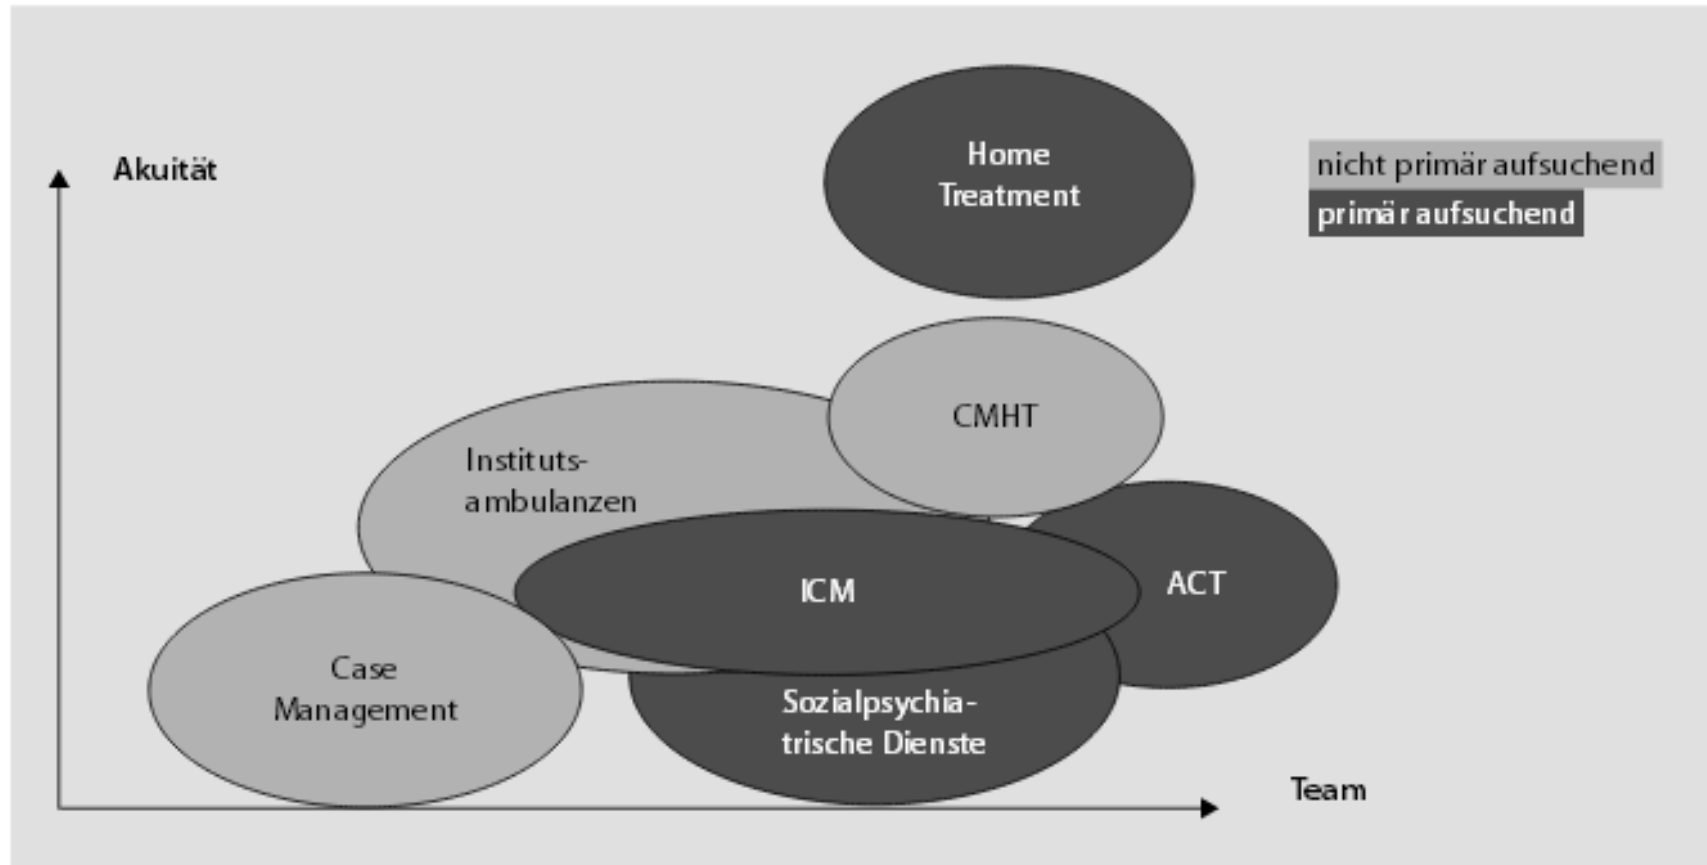 Home
Treatment
Akuität
nicht primär aufsuchend
primär aufsuchend
CMHT
Instituts-
ambulanzen
ICM
ACT
Case
Management
Sozialpsychia-
trische Dienste
Team